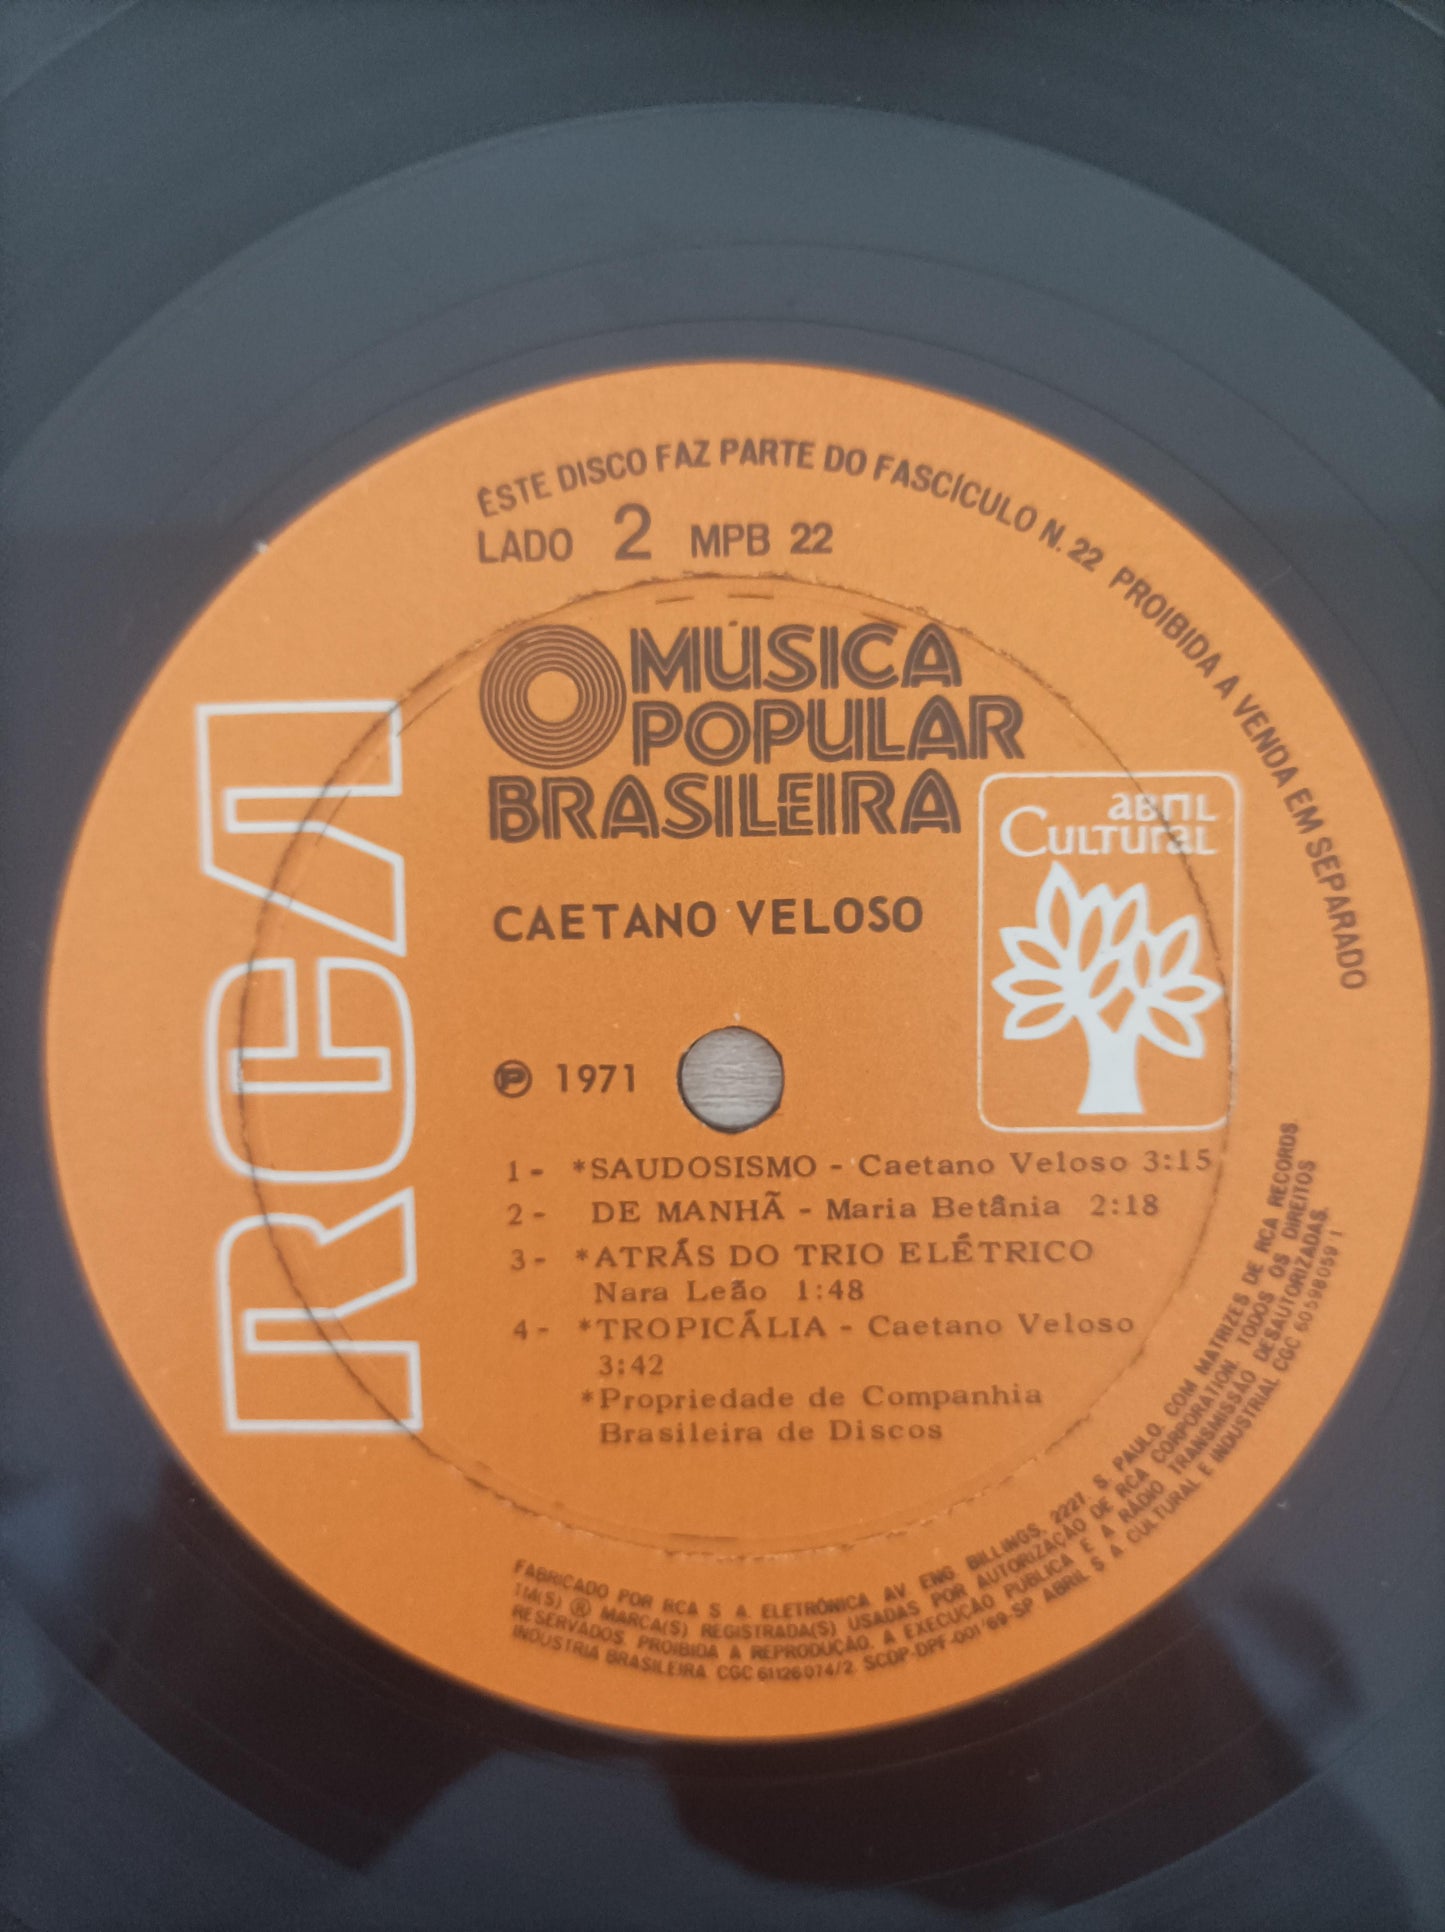 ÊSTE DISCO FAZ PARTE DO FASCÍCULO N. 22 PROIBIDA A VENDA EM SEPARADO
LADO 2 MPB 22
MÚSICA
POPULAR
BRASILEIRA
abril
Cultural
CAETANO VELOSO
RCA
℗ 1971
1 - *SAUDOSISMO - Caetano Veloso 3:15
2 - DE MANHÃ - Maria Betânia 2:18
3 - *ATRÁS DO TRIO ELÉTRICO
Nara Leão 1:48
4 - *TROPICÁLIA - Caetano Veloso
3:42
*Propriedade de Companhia
Brasileira de Discos
FABRICADO POR RCA S A. ELETRÔNICA AV ENG BILLINGS, 2227, S. PAULO. COM MATRIZES DE RCA RECORDS.
TM(S) ® MARCA(S) REGISTRADA(S) USADAS POR AUTORIZAÇÃO DE RCA CORPORATION. TODOS OS DIREITOS
RESERVADOS. PROIBIDA A REPRODUÇÃO, A EXECUÇÃO PÚBLICA E A RÁDIO TRANSMISSÃO DESAUTORIZADAS.
INDUSTRIA BRASILEIRA CGC 61126074/2 SCDP-DPF-001'69-SP ABRIL S A CULTURAL E INDUSTRIAL CGC 60598059'1